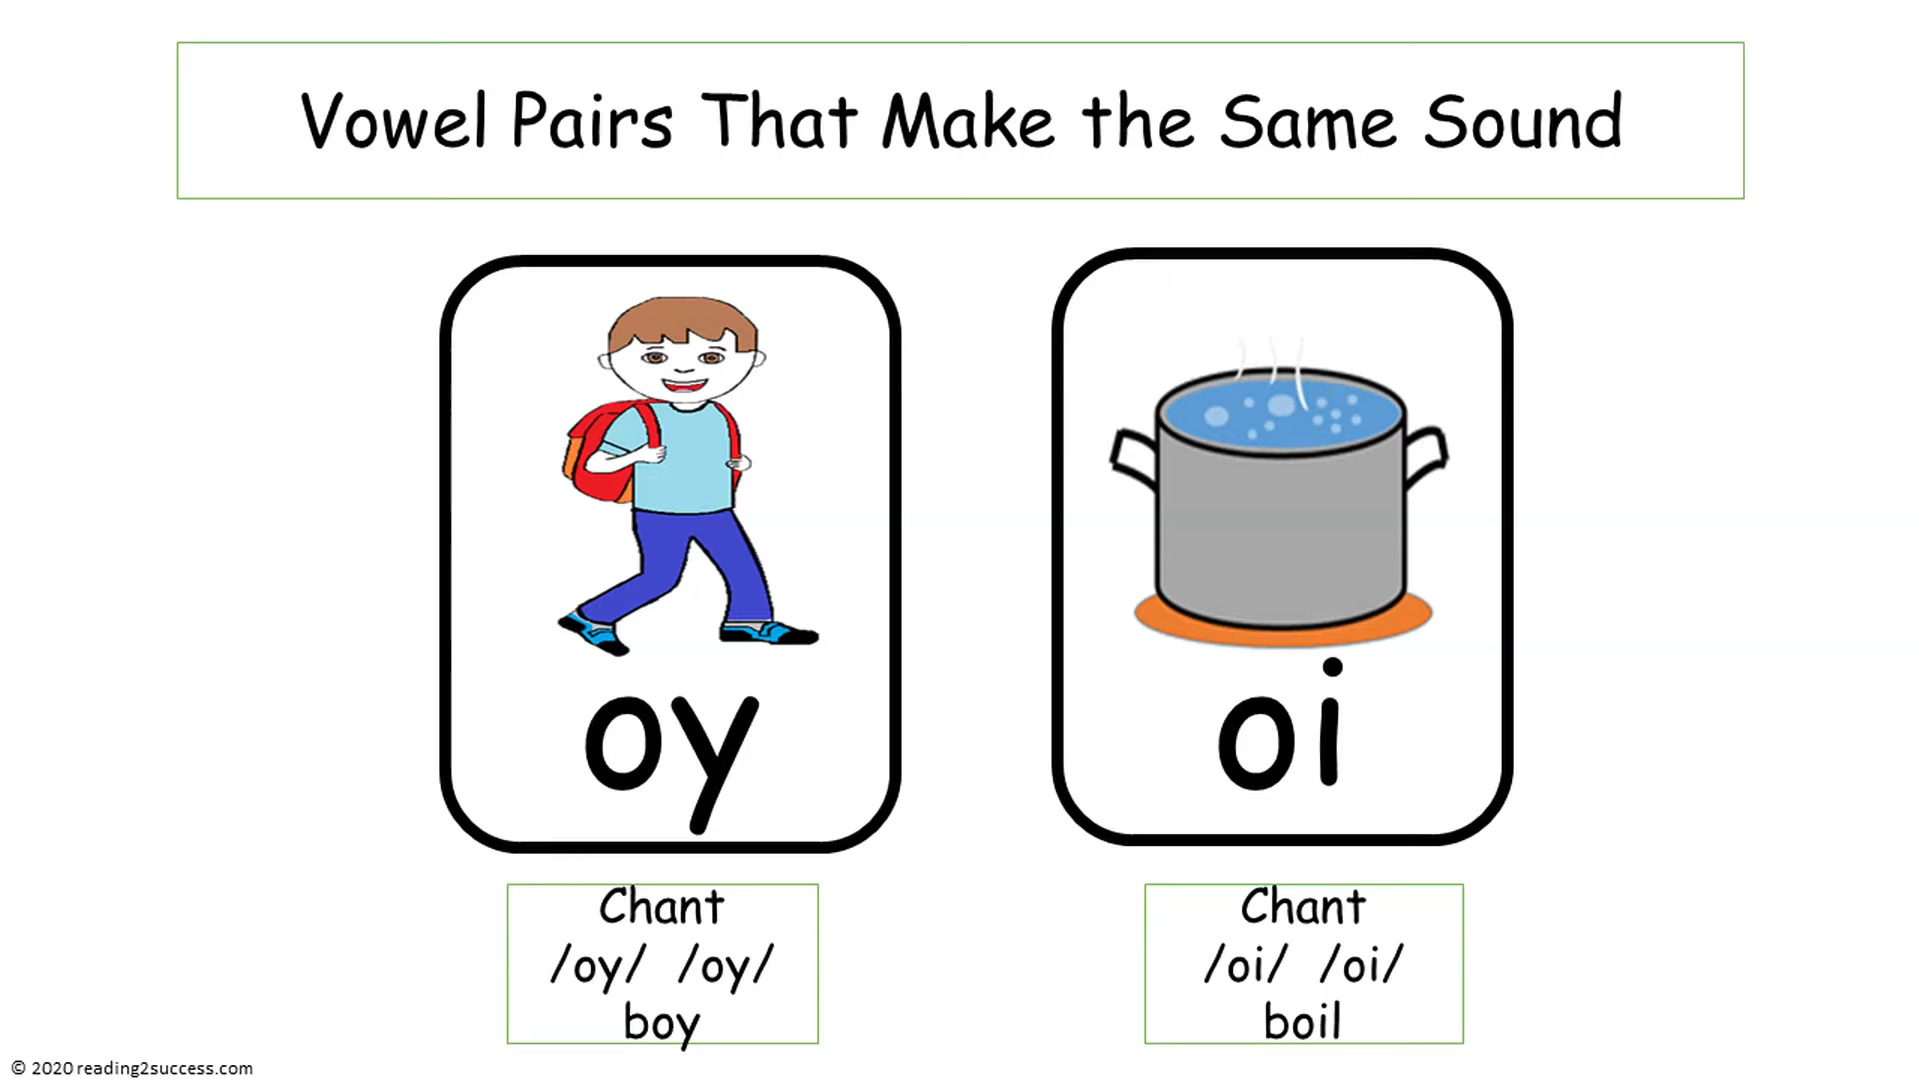 Vowel Pairs That Make the Same Sound
oy
oi
Chant
/oy/ /oy/
boy
Chant
/oi/ /oi/
boil
© 2020 reading2success.com